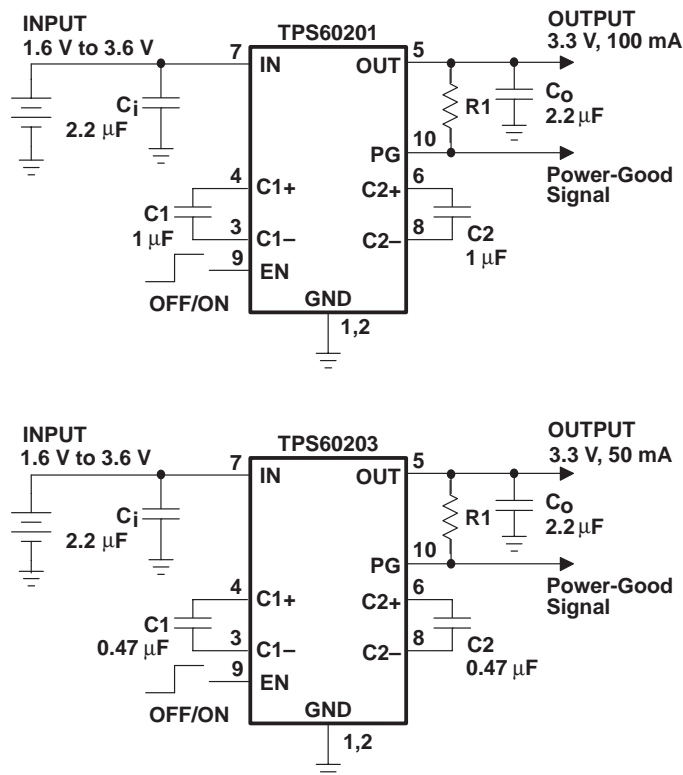 INPUT
1.6 V to 3.6 V
TPS60201
OUTPUT
3.3 V, 100 mA
7
IN
OUT
5
Ci
2.2 μF
R1
Co
2.2 μF
10
PG
Power-Good
Signal
4
C1+
C2+
6
C1
1 μF
3
C1−
C2−
8
C2
1 μF
9
EN
OFF/ON
GND
1,2
INPUT
1.6 V to 3.6 V
TPS60203
OUTPUT
3.3 V, 50 mA
7
IN
OUT
5
Ci
2.2 μF
R1
Co
2.2 μF
10
PG
Power-Good
Signal
4
C1+
C2+
6
C1
0.47 μF
3
C1−
C2−
8
C2
0.47 μF
9
EN
OFF/ON
GND
1,2